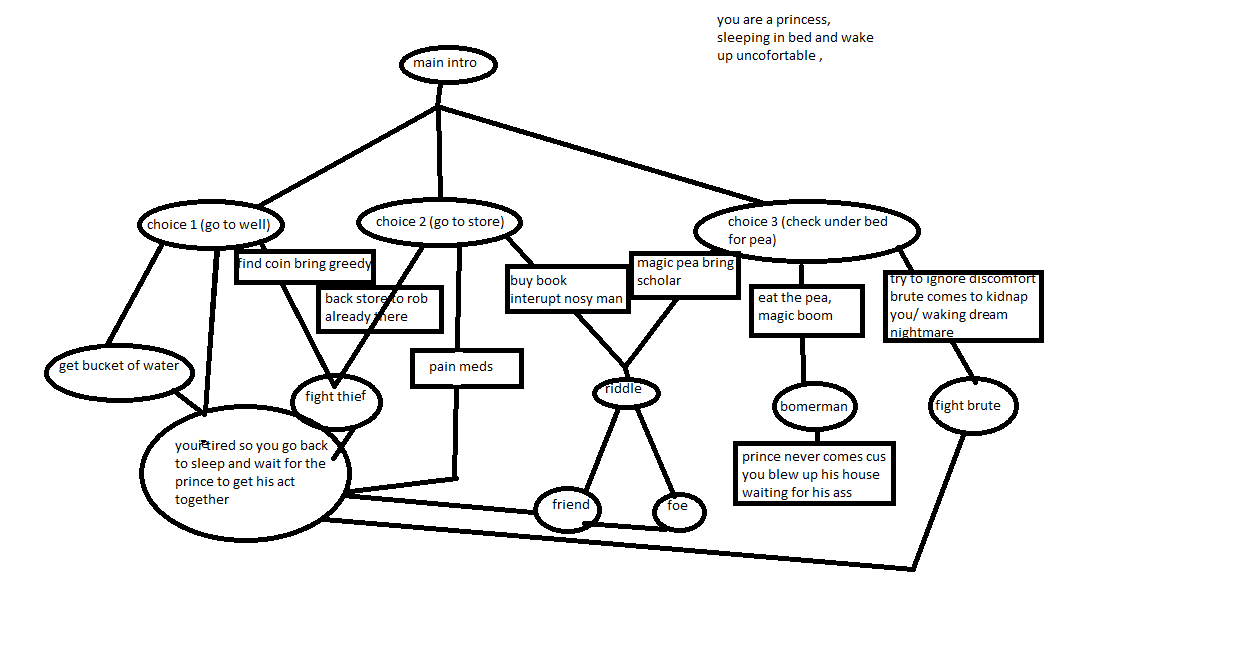 you are a princess,
sleeping in bed and wake
up uncofortable ,
main intro
choice 1 (go to well)
choice 2 (go to store)
choice 3 (check under bed
for pea)
find coin bring greedy
back store to rob
already there
buy book
interupt nosy man
magic pea bring
scholar
eat the pea,
magic boom
try to ignore discomfort
brute comes to kidnap
you/ waking dream
nightmare
get bucket of water
pain meds
fight thief
riddle
bomerman
fight brute
your tired so you go back
to sleep and wait for the
prince to get his act
together
friend
foe
prince never comes cus
you blew up his house
waiting for his ass